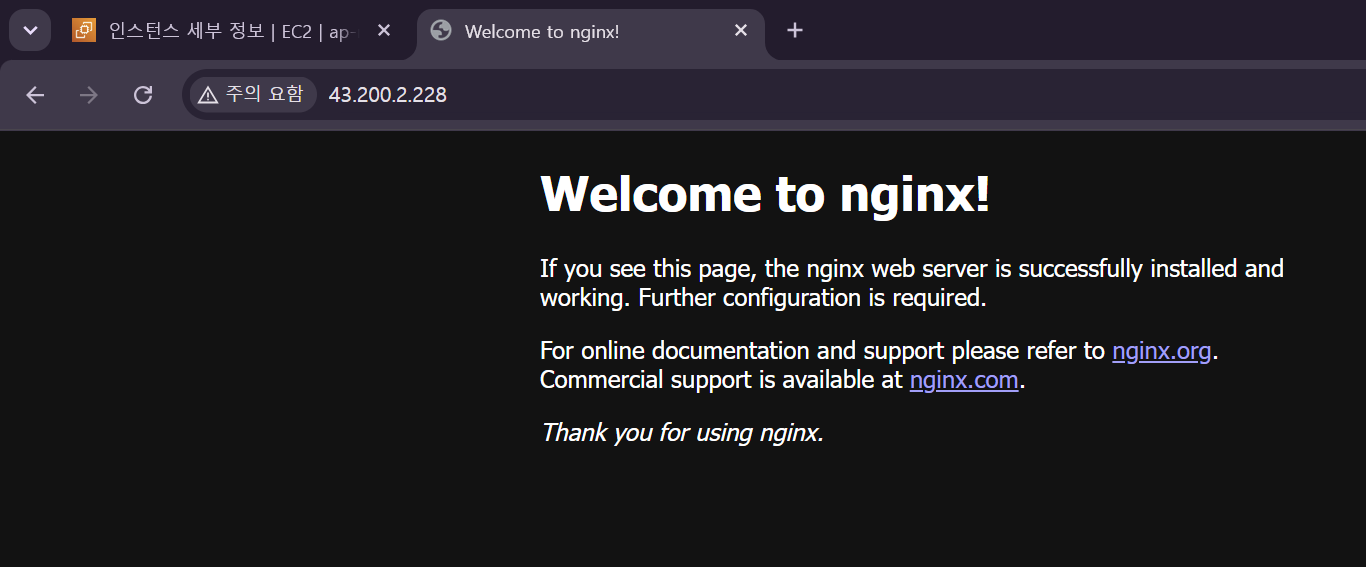 인스턴스 세부 정보 | EC2 | ap-
Welcome to nginx!
주의 요함
43.200.2.228
Welcome to nginx!
If you see this page, the nginx web server is successfully installed and
working. Further configuration is required.
For online documentation and support please refer to nginx.org.
Commercial support is available at nginx.com.
Thank you for using nginx.